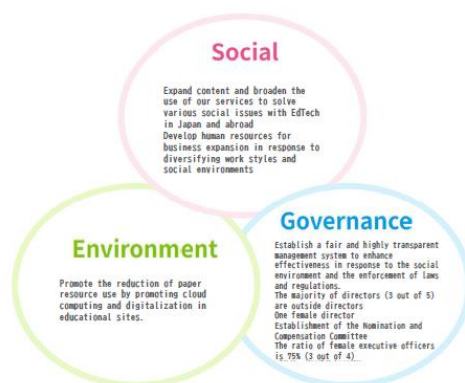 Social
Expand content and broaden the
use of our services to solve
various social issues with EdTech
in Japan and abroad
Develop human resources for
business expansion in response to
diversifying work styles and
social environments
Environment
Promote the reduction of paper
resource use by promoting cloud
computing and digitalization in
educational sites.
Governance
Establish a fair and highly transparent
management system to enhance
effectiveness in response to the social
environment and the enforcement of laws
and regulations.
The majority of directors (3 out of 5)
are outside directors
One female director
Establishment of the Nomination and
Compensation Committee
The ratio of female executive officers
is 75% (3 out of 4)